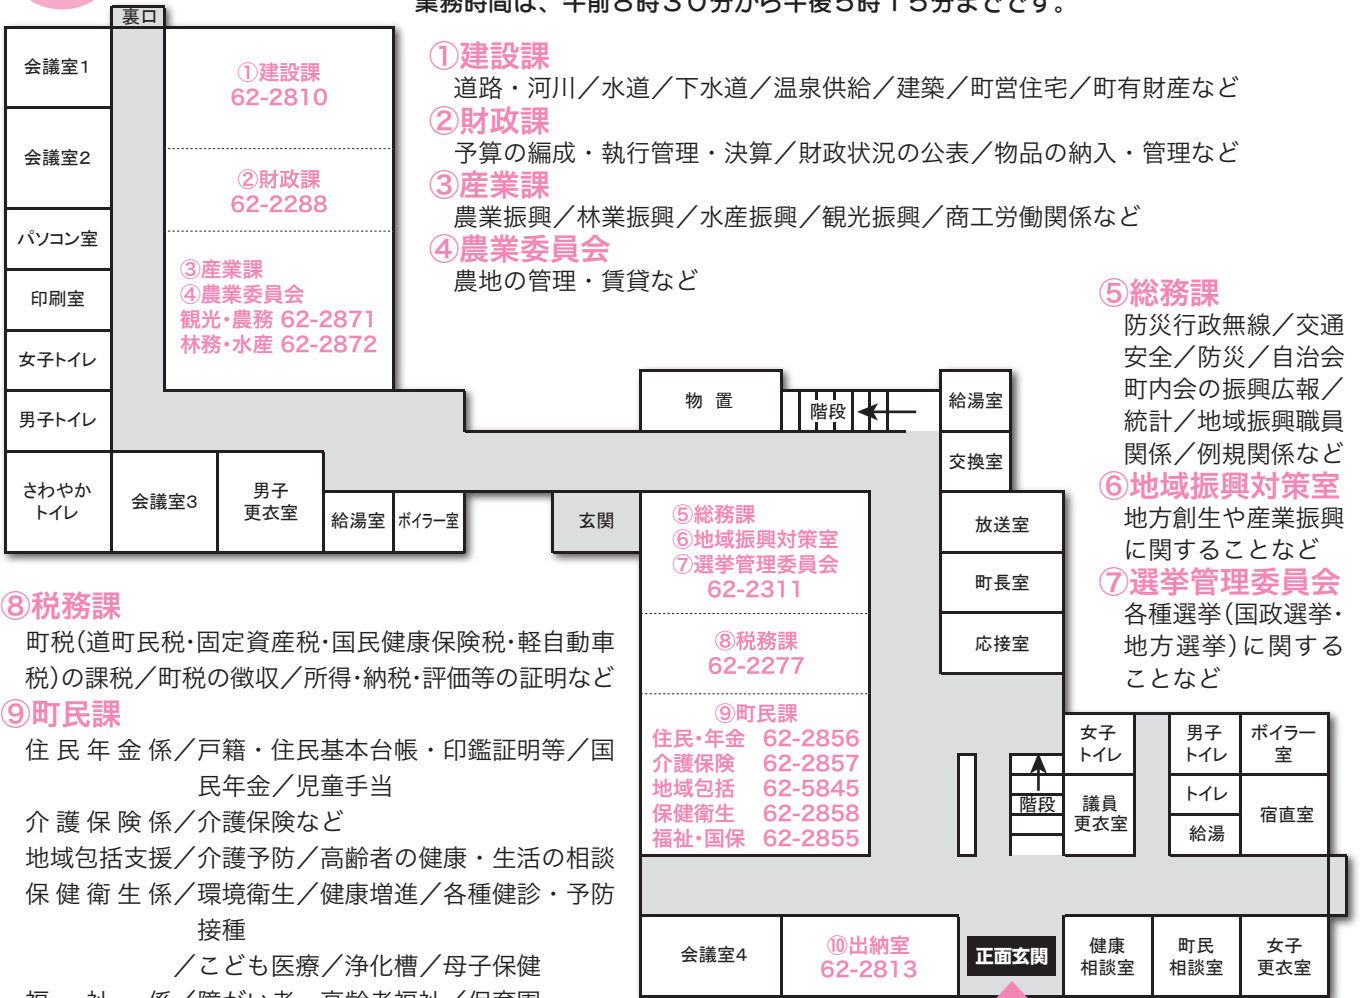 業務時間は、午前8時30分から午後5時15分までです。
裏口
会議室1
会議室2
パソコン室
印刷室
女子トイレ
男子トイレ
さわやか
トイレ
会議室3
男子
更衣室
給湯室
ボイラー室
①建設課
62-2810
②財政課
62-2288
③産業課
④農業委員会
観光・農務 62-2871
林務・水産 62-2872
①建設課
道路・河川／水道／下水道／温泉供給／建築／町営住宅／町有財産など
②財政課
予算の編成・執行管理・決算／財政状況の公表／物品の納入・管理など
③産業課
農業振興／林業振興／水産振興／観光振興／商工労働関係など
④農業委員会
農地の管理・賃貸など
⑤総務課
防災行政無線／交通
安全／防災／自治会
町内会の振興広報／
統計／地域振興職員
関係／例規関係など
⑥地域振興対策室
地方創生や産業振興
に関することなど
⑦選挙管理委員会
各種選挙（国政選挙・
地方選挙）に関する
ことなど
物 置
階段
給湯室
交換室
放送室
町長室
応接室
玄関
⑤総務課
⑥地域振興対策室
⑦選挙管理委員会
62-2311
⑧税務課
62-2277
⑨町民課
住民・年金 62-2856
介護保険 62-2857
地域包括 62-5845
保健衛生 62-2858
福祉・国保 62-2855
階段
女子
トイレ
議員
更衣室
男子
トイレ
トイレ
給湯
ボイラー
室
宿直室
会議室4
⑩出納室
62-2813
正面玄関
健康
相談室
町民
相談室
女子
更衣室
⑧税務課
町税（道町民税・固定資産税・国民健康保険税・軽自動車
税）の課税／町税の徴収／所得・納税・評価等の証明など
⑨町民課
住民年金係／戸籍・住民基本台帳・印鑑証明等／国
民年金／児童手当
介護保険係／介護保険など
地域包括支援／介護予防／高齢者の健康・生活の相談
保健衛生係／環境衛生／健康増進／各種健診・予防
接種
／こども医療／浄化槽／母子保健
福 祉 係／障がい者・高齢者福祉／保育園